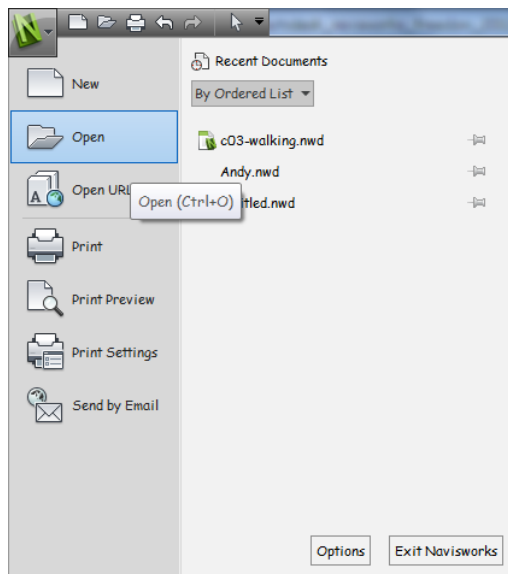 New
Open
Open URL
Open (Ctrl+O)
Print
Print Preview
Print Settings
Send by Email
Recent Documents
By Ordered List
c03-walking.nwd
Andy.nwd
tled.nwd
Options
Exit Navisworks